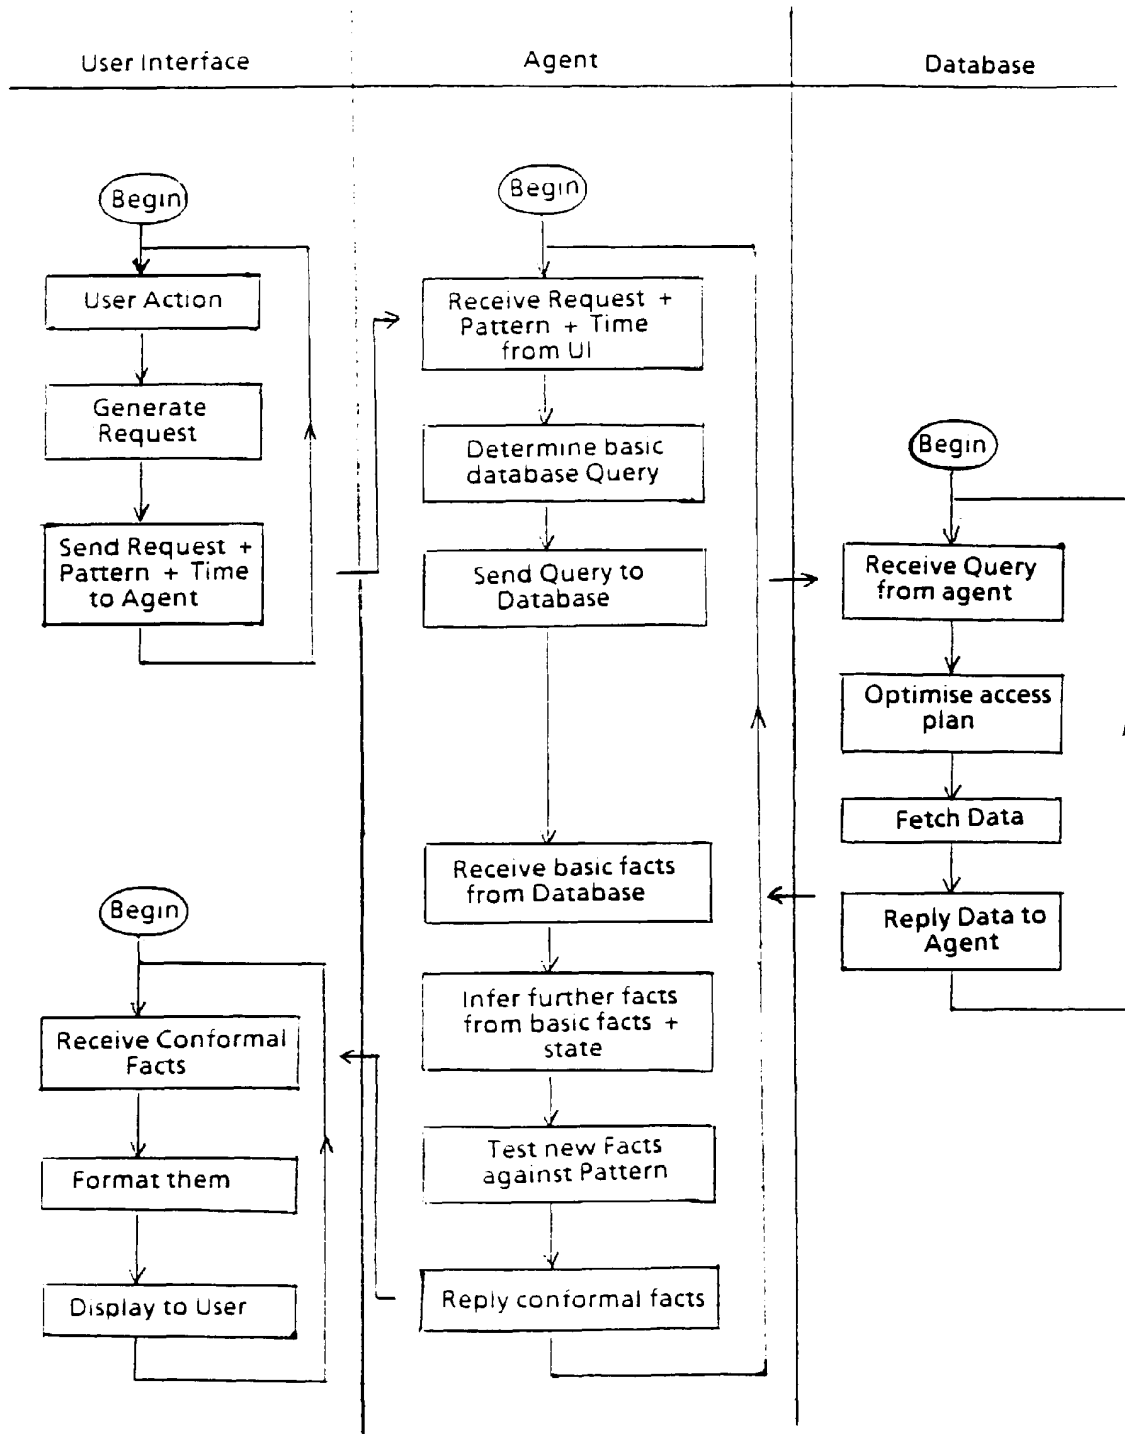 User Interface
Agent
Database
Begin
User Action
Generate
Request
Send Request +
Pattern + Time
to Agent
Begin
Receive Conformal
Facts
Format them
Display to User
Begin
Receive Request +
Pattern + Time
from UI
Determine basic
database Query
Send Query to
Database
Receive basic facts
from Database
Infer further facts
from basic facts +
state
Test new Facts
against Pattern
Reply conformal facts
Begin
Receive Query
from agent
Optimise access
plan
Fetch Data
Reply Data to
Agent